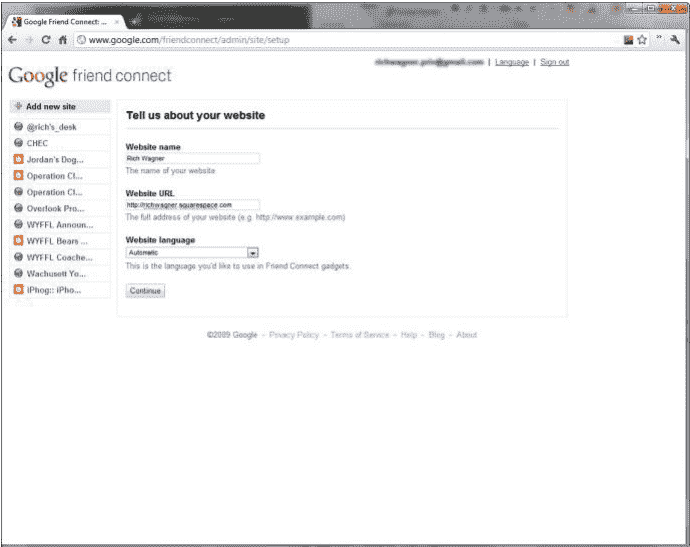 Google Friend Connect: ...
www.google.com/friendconnect/admin/site/setup
| Language | Sign out
Google friend connect
Add new site
@rich's_desk
CHEC
Jordan's Dog...
Operation Cl...
Operation Cl...
Overlook Pro...
WYFFL Announ...
WYFFL Bears ...
WYFFL Coache...
Wachusett Yo...
iPhog:: iPho...
Tell us about your website
Website name
Rich Wagner
The name of your website
Website URL
http://richwagner.squarespace.com
The full address of your website (e.g. http://www.example.com)
Website language
Automatic
This is the language you'd like to use in Friend Connect gadgets.
Continue
©2009 Google - Privacy Policy - Terms of Service - Help - Blog - About